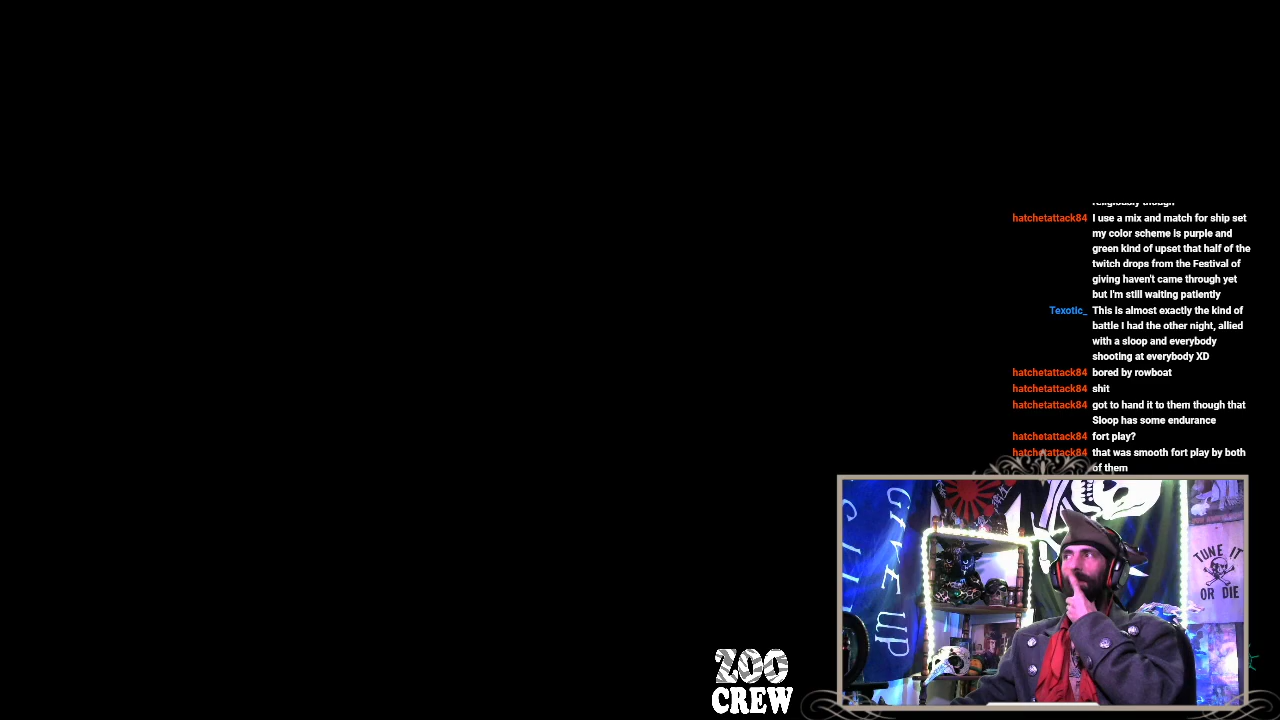 religiously though
hatchetattack84 I use a mix and match for ship set
my color scheme is purple and
green kind of upset that half of the
twitch drops from the Festival of
giving haven't came through yet
but I'm still waiting patiently
Texotic_ This is almost exactly the kind of
battle I had the other night, allied
with a sloop and everybody
shooting at everybody XD
hatchetattack84 bored by rowboat
hatchetattack84 shit
hatchetattack84 got to hand it to them though that
Sloop has some endurance
hatchetattack84 fort play?
hatchetattack84 that was smooth fort play by both
of them
GIVE UP
TUNE IT
OR DIE
ZOO
CREW